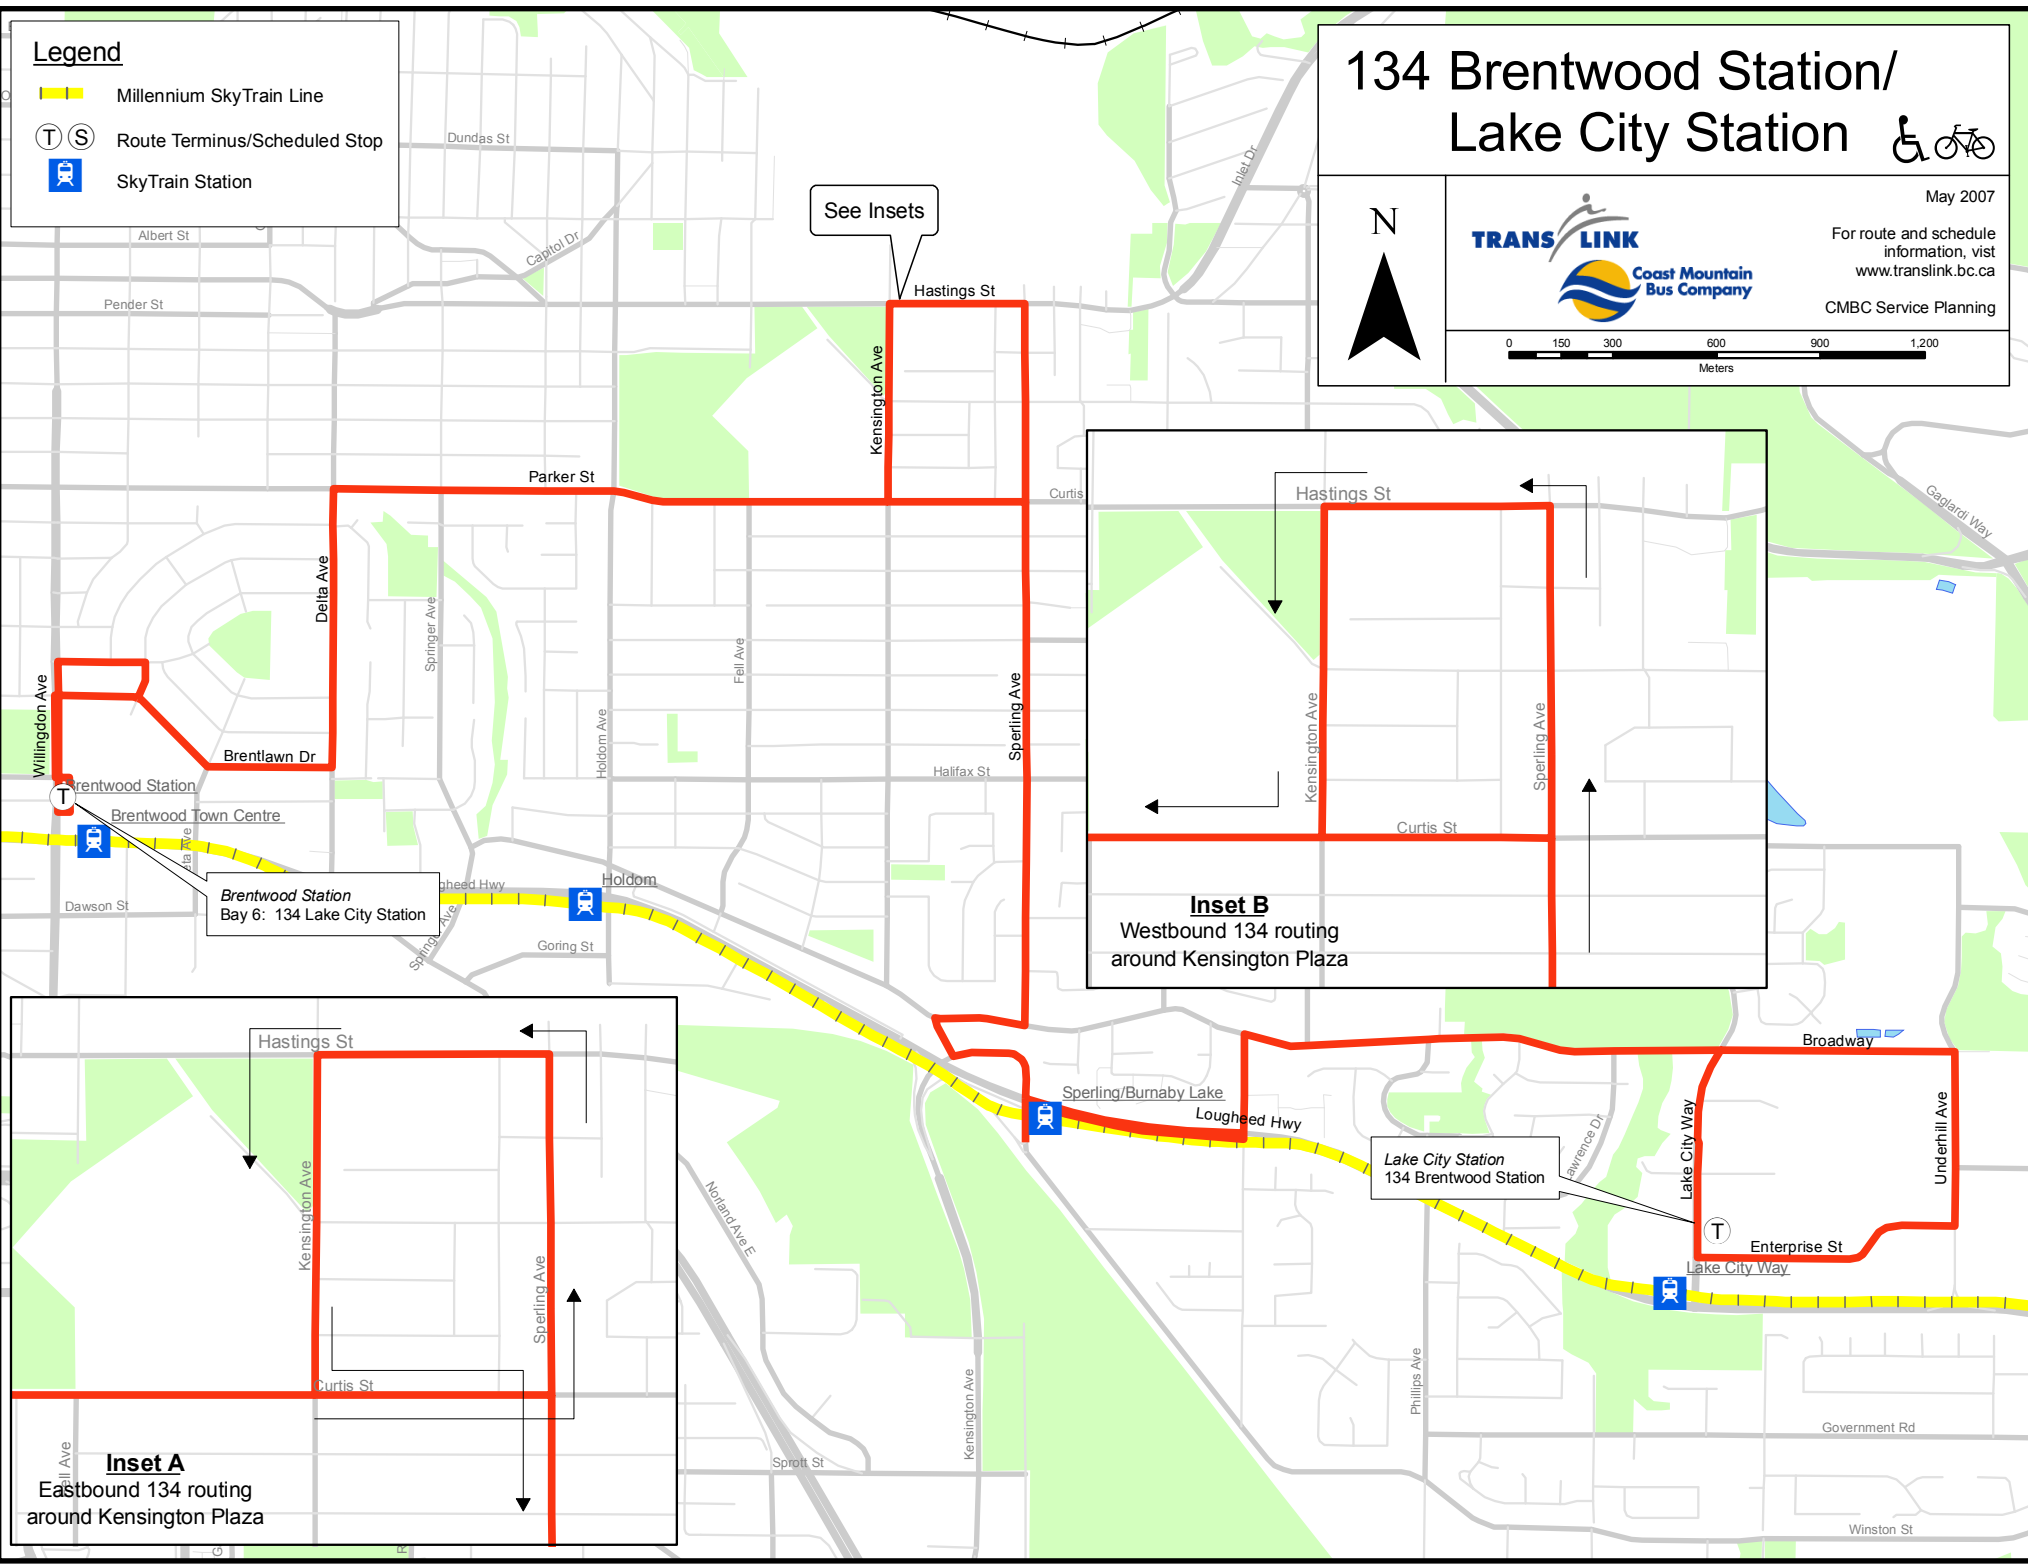 Legend
Millennium SkyTrain Line
T S Route Terminus/Scheduled Stop
SkyTrain Station
134 Brentwood Station/
Lake City Station
N
TRANS LINK
Coast Mountain
Bus Company
May 2007
For route and schedule
information, vist
www.translink.bc.ca
CMBC Service Planning
0 150 300 600 900 1,200
Meters
Dundas St
Albert St
Capitol Dr
Inlet Dr
See Insets
Pender St
Hastings St
Kensington Ave
Parker St
Curtis
Gaglardi Way
Delta Ave
Springer Ave
Fell Ave
Willingdon Ave
Holdom Ave
Sperling Ave
Brentlawn Dr
Halifax St
Brentwood Station
T
Brentwood Town Centre
Brentwood Station
Bay 6: 134 Lake City Station
Dawson St
Holdom
Goring St
Hastings St
Kensington Ave
Sperling Ave
Curtis St
Inset B
Westbound 134 routing
around Kensington Plaza
Broadway
Sperling/Burnaby Lake
Lougheed Hwy
Lake City Way
Underhill Ave
Lake City Station
134 Brentwood Station
T
Enterprise St
Lake City Way
Norland Ave E
Kensington Ave
Phillips Ave
Government Rd
Sprott St
Winston St
Hastings St
Kensington Ave
Sperling Ave
Curtis St
Inset A
Eastbound 134 routing
around Kensington Plaza